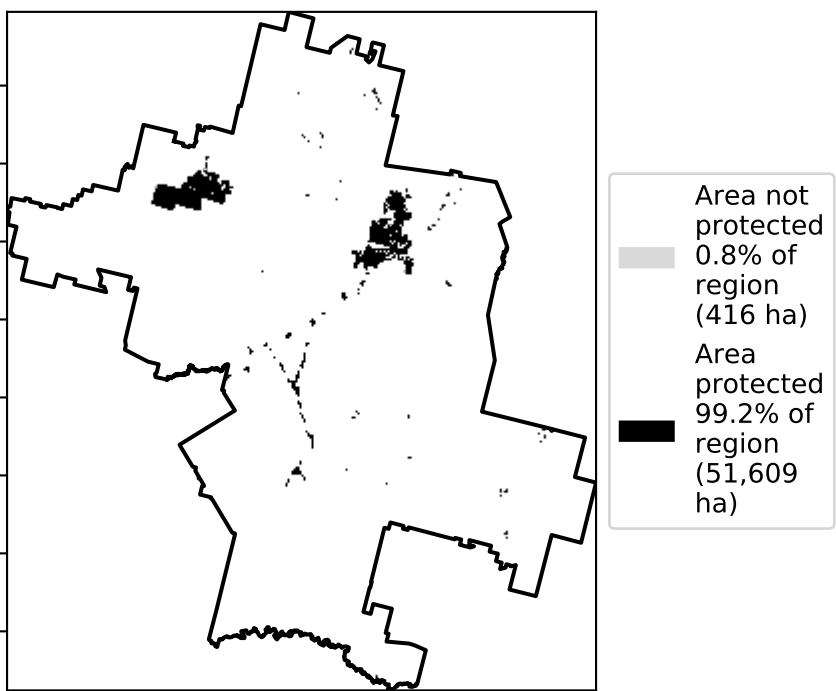 Area not
protected
0.8% of
region
(416 ha)
Area
protected
99.2% of
region
(51,609
ha)